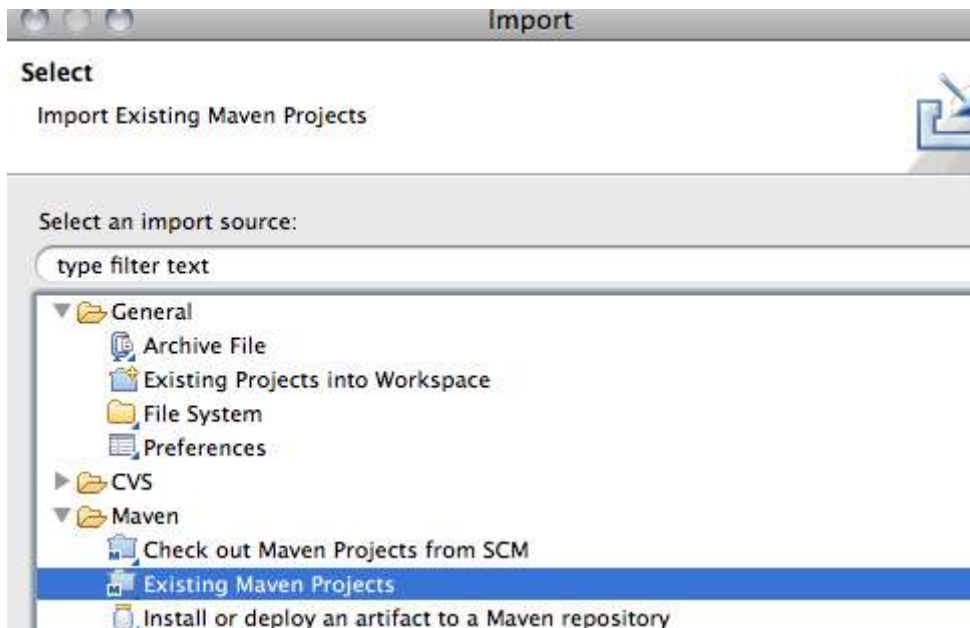 Import
Select
Import Existing Maven Projects
Select an import source:
type filter text
General
Archive File
Existing Projects into Workspace
File System
Preferences
CVS
Maven
Check out Maven Projects from SCM
Existing Maven Projects
Install or deploy an artifact to a Maven repository